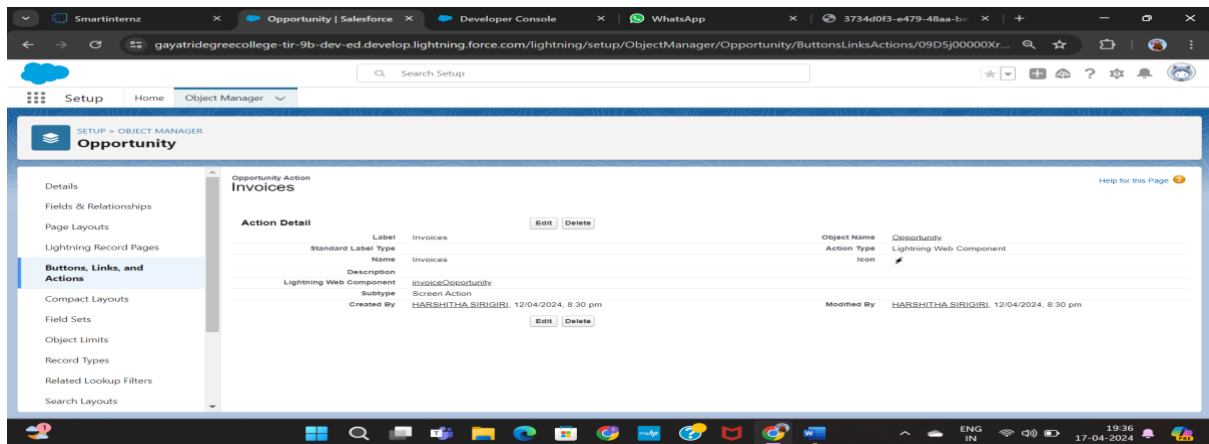 Smartinternz
Opportunity | Salesforce
Developer Console
WhatsApp
3734d0f3-e479-48aa-be
gayatridegreecollege-tir-9b-dev-ed.develop.lightning.force.com/lightning/setup/ObjectManager/Opportunity/ButtonsLinksActions/09D5j00000Xr...
Search Setup
Setup Home Object Manager
SETUP > OBJECT MANAGER
Opportunity
Details
Fields & Relationships
Page Layouts
Lightning Record Pages
Buttons, Links, and
Actions
Compact Layouts
Field Sets
Object Limits
Record Types
Related Lookup Filters
Search Layouts
Opportunity Action
Invoices
Help for this Page
Action Detail Edit Delete
Label Invoices Object Name Opportunity
Standard Label Type Action Type Lightning Web Component
Name Invoices Icon
Description
Lightning Web Component invoiceOpportunity
Subtype Screen Action
Created By HARSHITHA SIRIGIRI, 12/04/2024, 8:30 pm Modified By HARSHITHA SIRIGIRI, 12/04/2024, 8:30 pm
Edit Delete
ENG
IN
19:36
17-04-2024